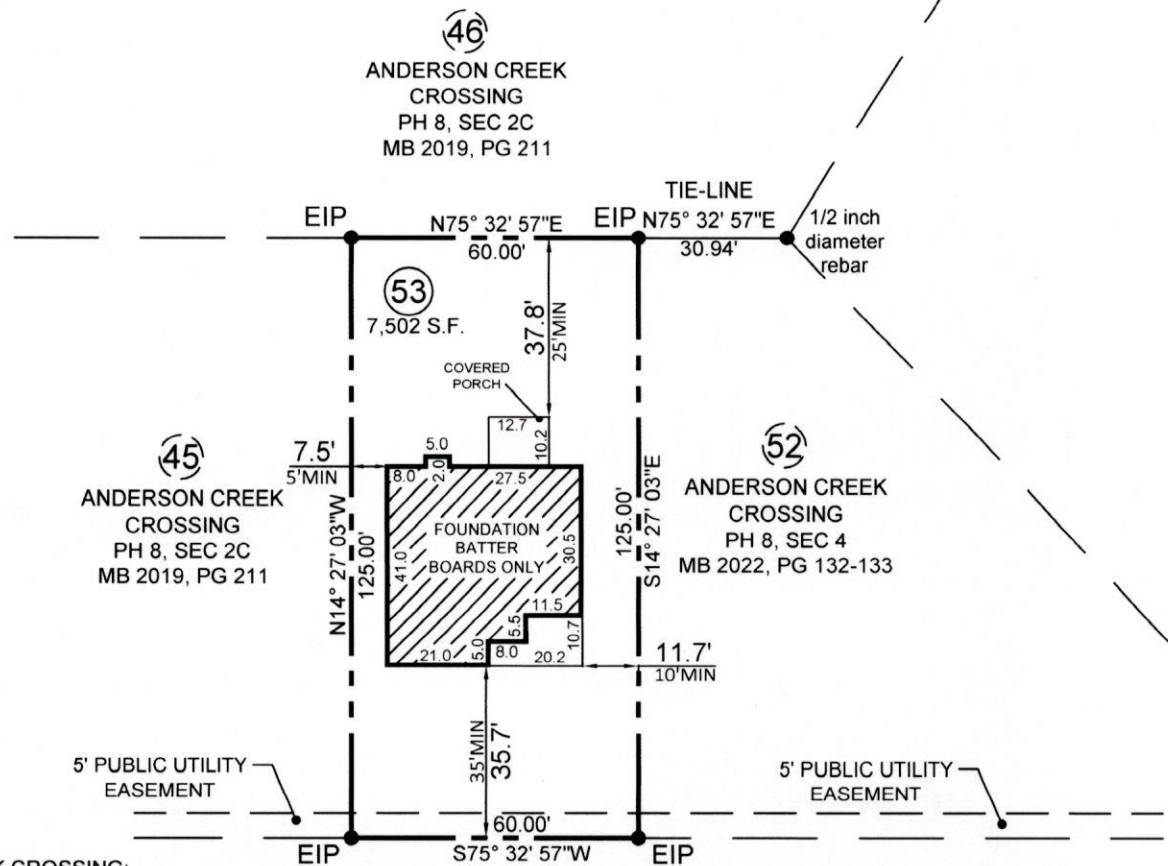 46
ANDERSON CREEK
CROSSING
PH 8, SEC 2C
MB 2019, PG 211
TIE-LINE
EIP
N75° 32' 57"E
60.00'
EIP
N75° 32' 57"E
30.94'
1/2 inch
diameter
rebar
53
7,502 S.F.
37.8'
25'MIN
COVERED
PORCH
12.7
10.2
45
ANDERSON CREEK
CROSSING
PH 8, SEC 2C
MB 2019, PG 211
7.5'
5'MIN
5.0
8.0
2.0
27.5
N14° 27' 03"W
125.00'
41.0
FOUNDATION
BATTER
BOARDS ONLY
30.5
11.5
5.5
10.7
5.0
8.0
21.0
20.2
125.00'
S14° 27' 03"E
52
ANDERSON CREEK
CROSSING
PH 8, SEC 4
MB 2022, PG 132-133
11.7'
10'MIN
35'MIN
35.7'
5' PUBLIC UTILITY
EASEMENT
5' PUBLIC UTILITY
EASEMENT
60.00'
EIP
S75° 32' 57"W
EIP
CROSSING: